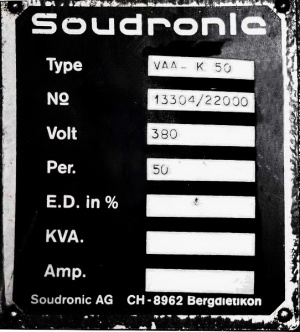 Soudronic
Type VAA- K 50
Nº 13304/22000
Volt 380
Per. 50
E.D. in %
KVA.
Amp.
Soudronic AG CH-8962 Bergdietikon